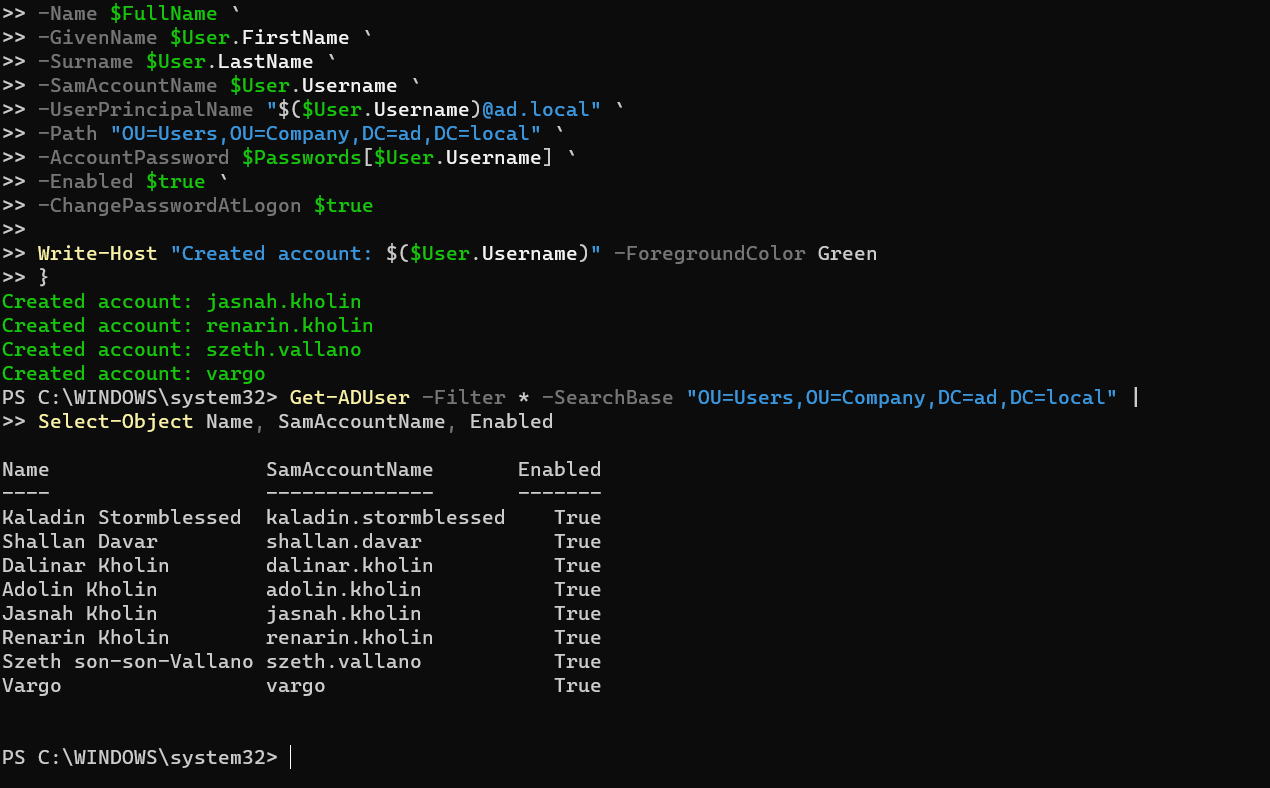 >> -Name $FullName `
>> -GivenName $User.FirstName `
>> -Surname $User.LastName `
>> -SamAccountName $User.Username `
>> -UserPrincipalName "$($User.Username)@ad.local" `
>> -Path "OU=Users,OU=Company,DC=ad,DC=local" `
>> -AccountPassword $Passwords[$User.Username] `
>> -Enabled $true `
>> -ChangePasswordAtLogon $true
>>
>> Write-Host "Created account: $($User.Username)" -ForegroundColor Green
>> }
Created account: jasnah.kholin
Created account: renarin.kholin
Created account: szeth.vallano
Created account: vargo
PS C:\WINDOWS\system32> Get-ADUser -Filter * -SearchBase "OU=Users,OU=Company,DC=ad,DC=local" |
>> Select-Object Name, SamAccountName, Enabled
Name SamAccountName Enabled
---- -------------- -------
Kaladin Stormblessed kaladin.stormblessed True
Shallan Davar shallan.davar True
Dalinar Kholin dalinar.kholin True
Adolin Kholin adolin.kholin True
Jasnah Kholin jasnah.kholin True
Renarin Kholin renarin.kholin True
Szeth son-son-Vallano szeth.vallano True
Vargo vargo True
PS C:\WINDOWS\system32>